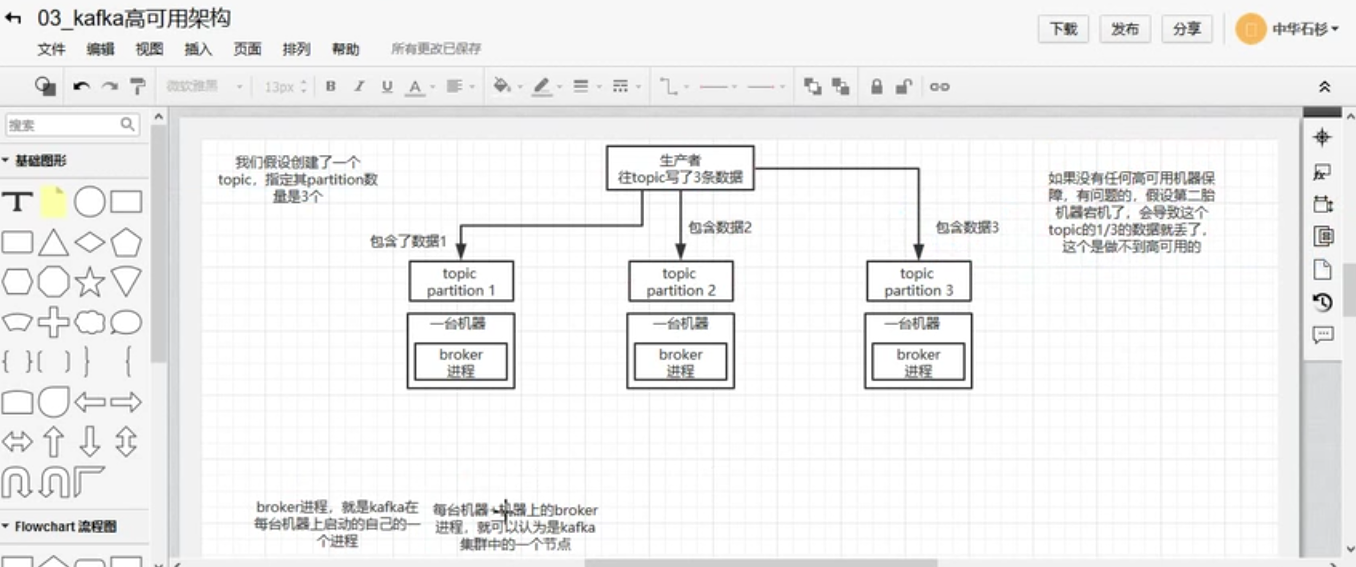 03_kafka高可用架构
文件 编辑 视图 插入 页面 排列 帮助 所有更改已保存
下载 发布 分享 中华石杉
微软雅黑 13px B I U A
搜索
基础图形
T
Flowchart 流程图
我们假设创建了一个
topic，指定其partition数
量是3个
生产者
往topic写了3条数据
如果没有任何高可用机器保
障，有问题的，假设第二胎
机器宕机了，会导致这个
topic的1/3的数据就丢了，
这个是做不到高可用的
包含了数据1
包含数据2
包含数据3
topic
partition 1
topic
partition 2
topic
partition 3
一台机器
broker
进程
一台机器
broker
进程
一台机器
broker
进程
broker进程，就是kafka在
每台机器上启动的自己的一
个进程
每台机器+机器上的broker
进程，就可以认为是kafka
集群中的一个节点